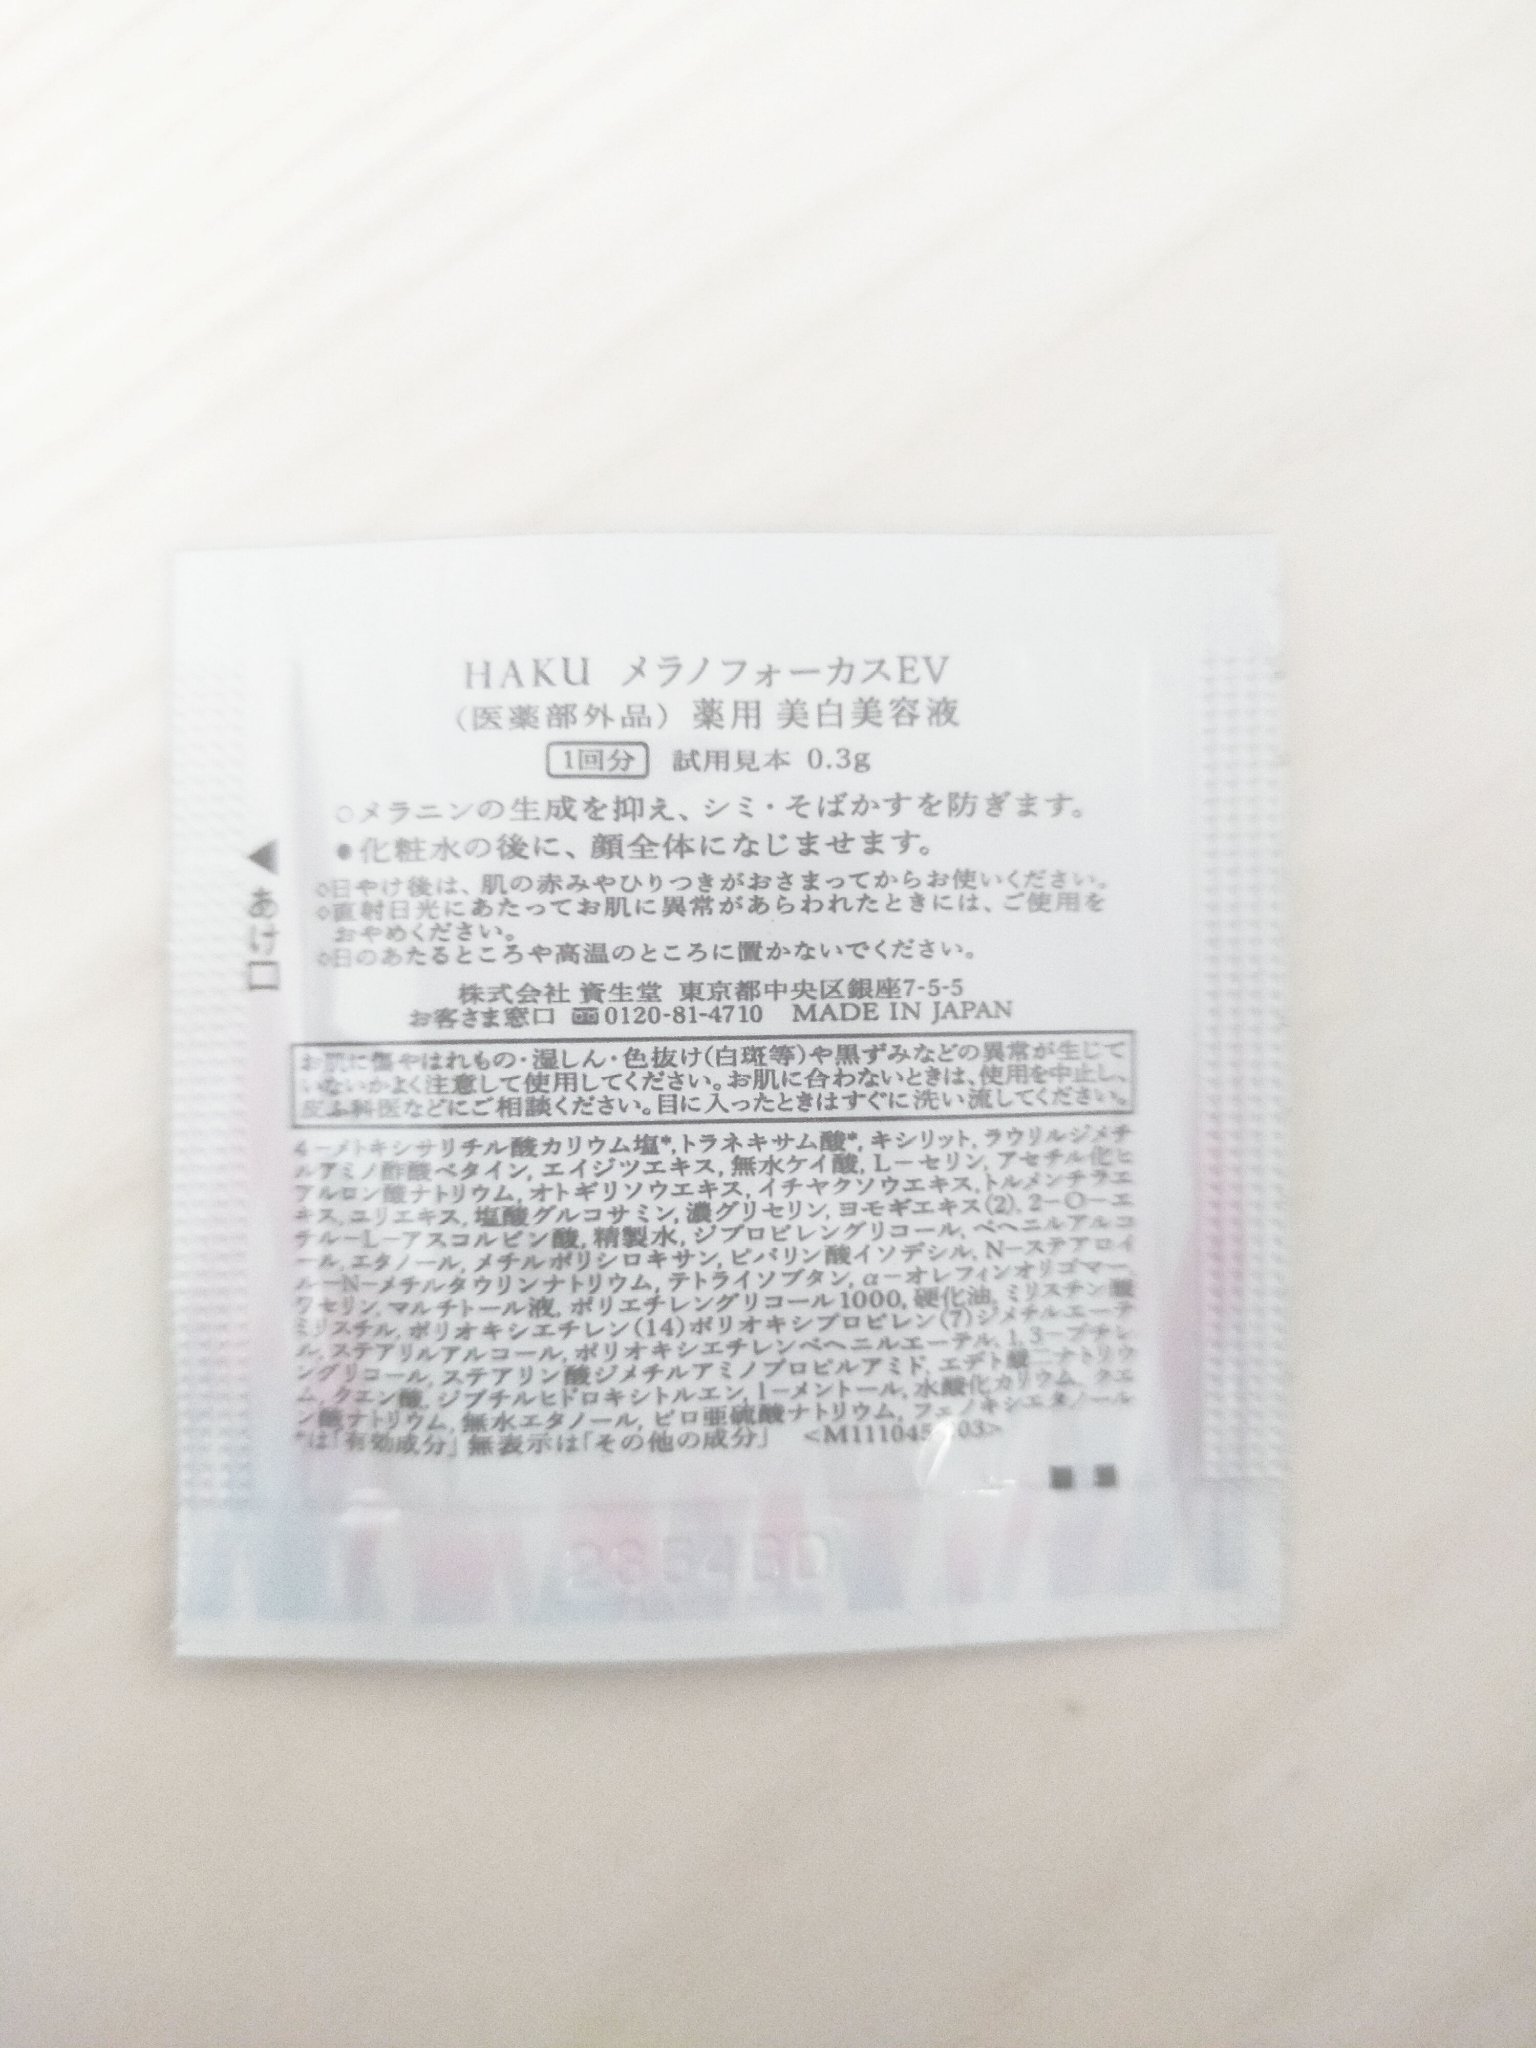 HAKU メラノフォーカスEV
（医薬部外品）薬用 美白美容液
1回分 試用見本 0.3g
○メラニンの生成を抑え、シミ・そばかすを防ぎます。
●化粧水の後に、顔全体になじませます。
◇日やけ後は、肌の赤みやひりつきがおさまってからお使いください。
◇直射日光にあたってお肌に異常があらわれたときには、ご使用を
おやめください。
◇日のあたるところや高温のところに置かないでください。
株式会社 資生堂 東京都中央区銀座7-5-5
お客さま窓口 0120-81-4710 MADE IN JAPAN
あけ口
お肌に傷やはれもの・湿しん・色抜け(白斑等)や黒ずみなどの異常が生じて
いないかよく注意して使用してください。お肌に合わないときは、使用を中止し、
皮ふ科医などにご相談ください。目に入ったときはすぐに洗い流してください。
4-メトキシサリチル酸カリウム塩*,トラネキサム酸*,キシリット,ラウリルジメチ
ルアミノ酢酸ベタイン,エイジツエキス,無水ケイ酸,L-セリン,アセチル化ヒ
アルロン酸ナトリウム,オトギリソウエキス,イチヤクソウエキス,トルメンチラエ
キス,ユリエキス,塩酸グルコサミン,濃グリセリン,ヨモギエキス(2),2-O-エ
チル-L-アスコルビン酸,精製水,ジプロピレングリコール,ベヘニルアルコ
ール,エタノール,メチルポリシロキサン,ピバリン酸イソデシル,N-ステアロイ
ル-N-メチルタウリンナトリウム,テトライソブタン,α-オレフィンオリゴマー,
ワセリン,マルチトール液,ポリエチレングリコール1000,硬化油,ミリスチン酸
ミリスチル,ポリオキシエチレン(14)ポリオキシプロピレン(7)ジメチルエーテ
ル,ステアリルアルコール,ポリオキシエチレンベヘニルエーテル,1,3-ブチレ
ングリコール,ステアリン酸ジメチルアミノプロピルアミド,エデト酸二ナトリウ
ム,クエン酸,ジブチルヒドロキシトルエン,l-メントール,水酸化カリウム,クエ
ン酸ナトリウム,無水エタノール,ピロ亜硫酸ナトリウム,フェノキシエタノール
*は「有効成分」無表示は「その他の成分」